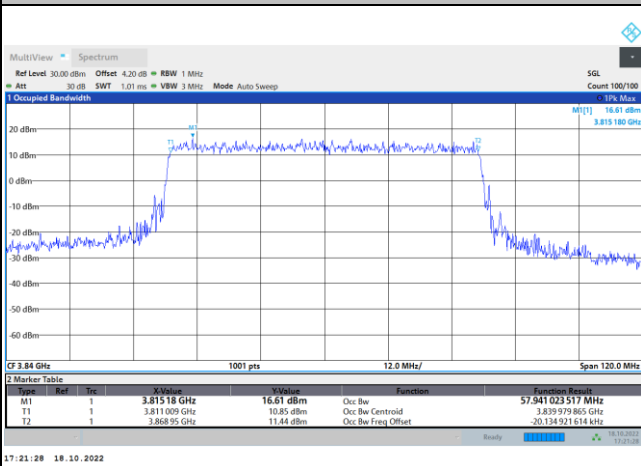 MultiView Spectrum
Ref Level 30.00 dBm Offset 4.20 dB RBW 1 MHz SGL
Att 30 dB SWT 1.01 ms VBW 3 MHz Mode Auto Sweep Count 100/100
1 Occupied Bandwidth 1Pk Max
M1[1] 16.61 dBm
3.815 180 GHz
M1
T1 T2
20 dBm
10 dBm
0 dBm
-10 dBm
-20 dBm
-30 dBm
-40 dBm
-50 dBm
-60 dBm
CF 3.84 GHz 1001 pts 12.0 MHz/ Span 120.0 MHz
2 Marker Table
Type Ref Trc X-Value Y-Value Function Function Result
M1 1 3.815 18 GHz 16.61 dBm Occ Bw 57.941 023 517 MHz
T1 1 3.811 009 GHz 10.85 dBm Occ Bw Centroid 3.839 979 865 GHz
T2 1 3.868 95 GHz 11.44 dBm Occ Bw Freq Offset -20.134 921 614 kHz
Ready 18.10.2022
17:21:28
17:21:28 18.10.2022